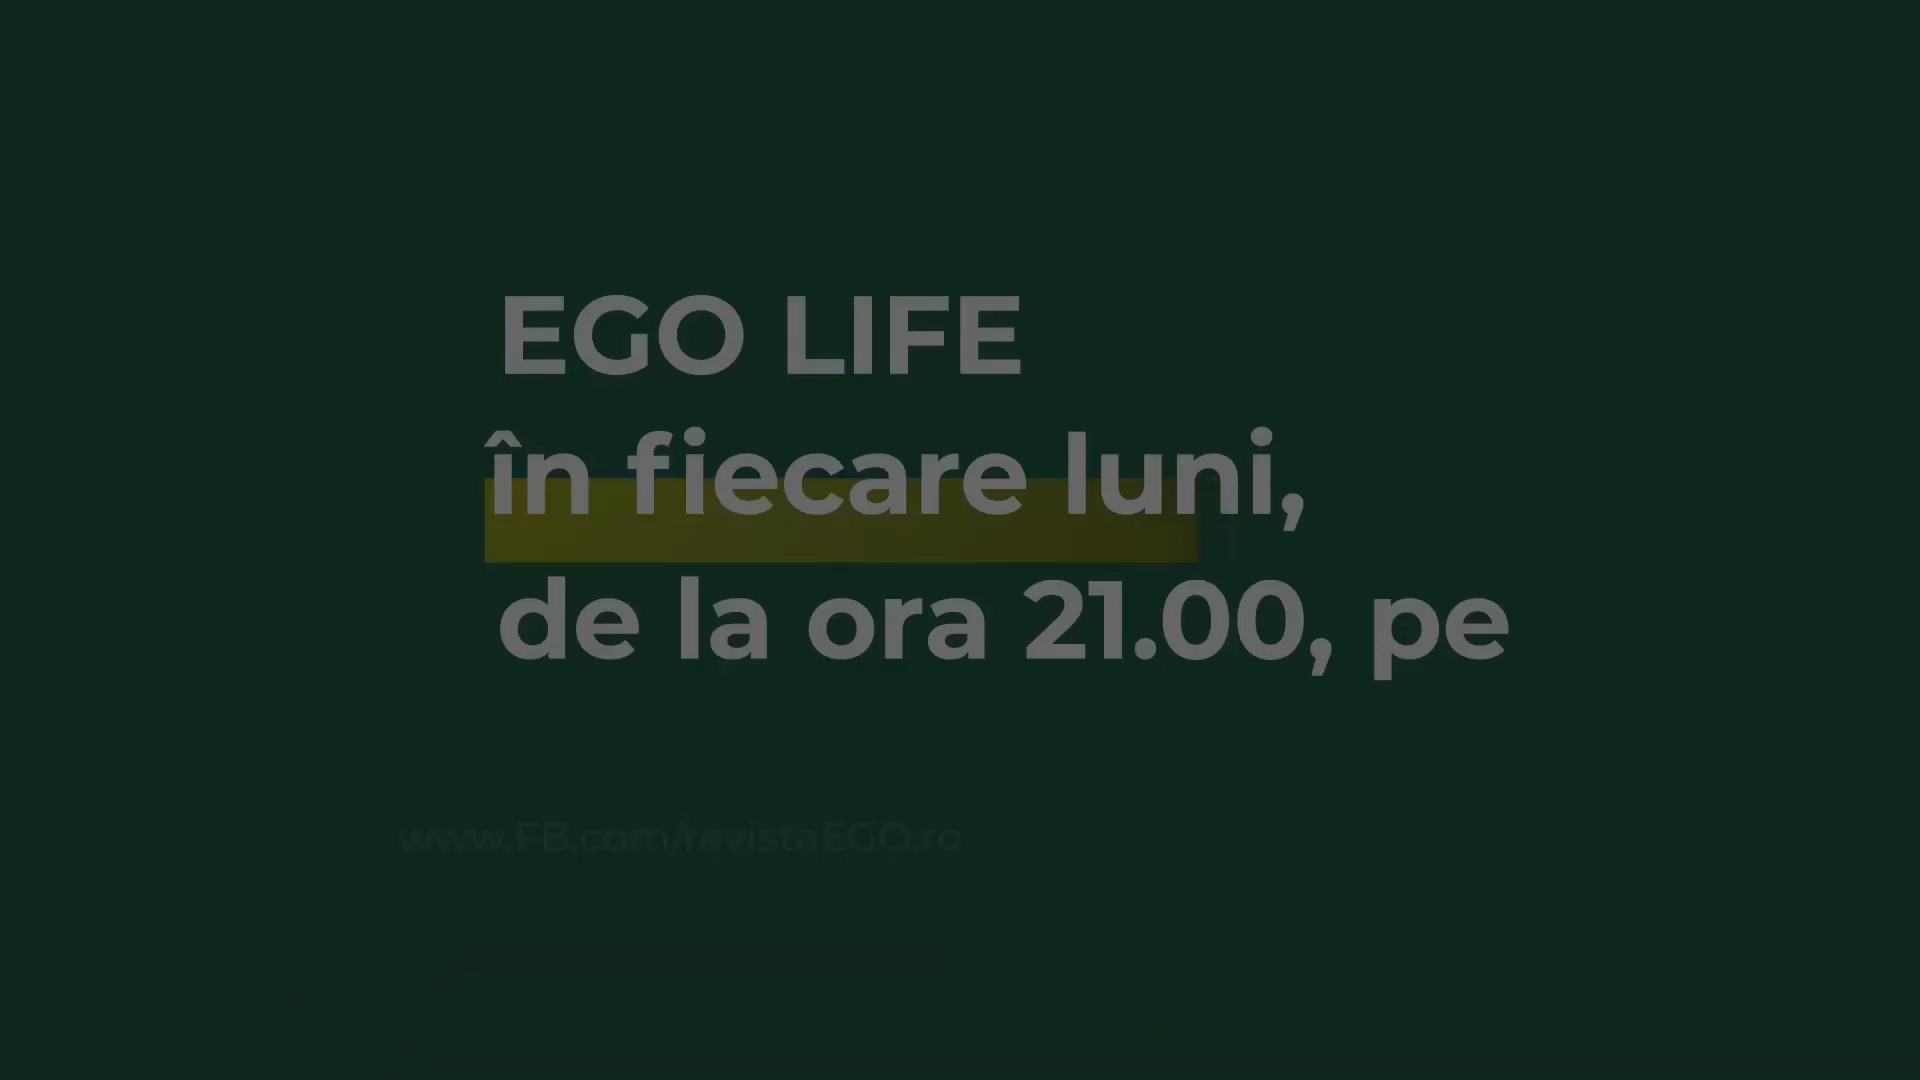 EGO LIFE
în fiecare luni,
de la ora 21.00, pe
www.FB.com/revistaEGO.ro